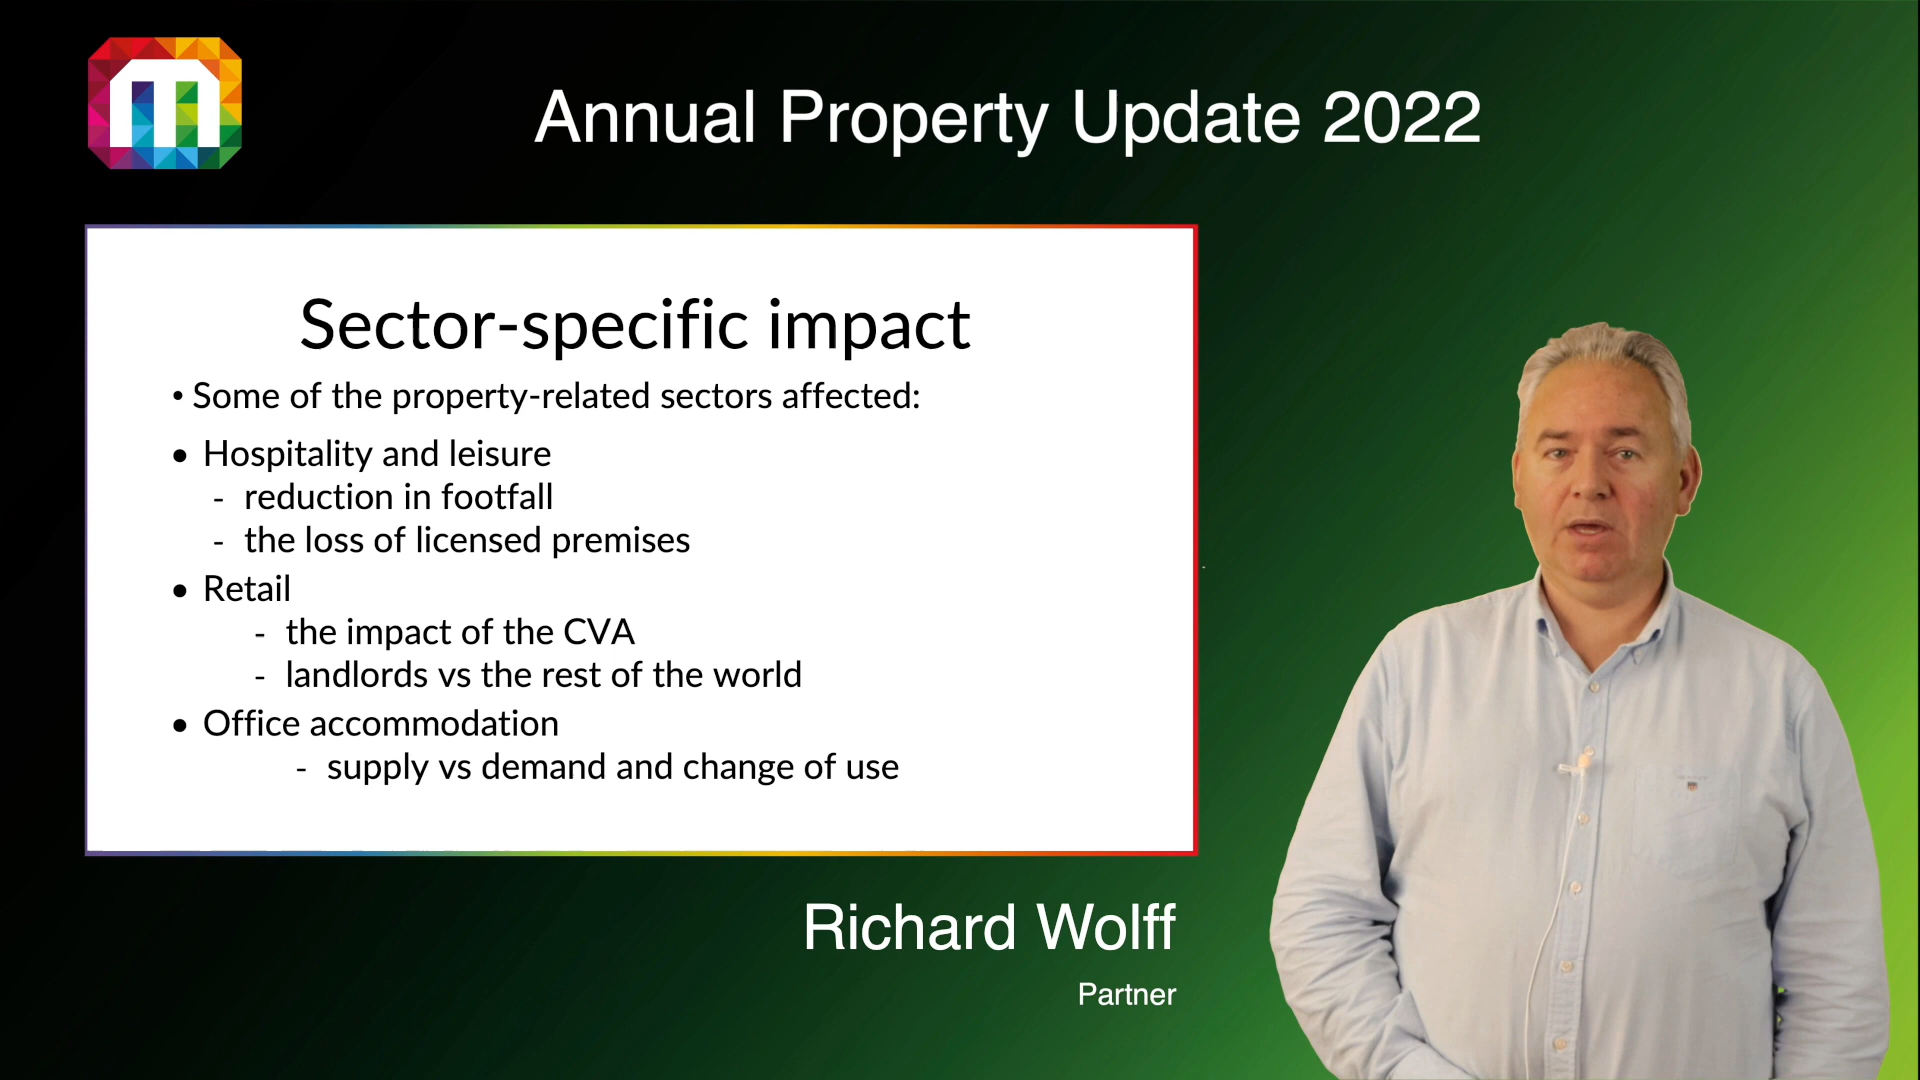 Annual Property Update 2022
Sector-specific impact
• Some of the property-related sectors affected:
• Hospitality and leisure
- reduction in footfall
- the loss of licensed premises
• Retail
- the impact of the CVA
- landlords vs the rest of the world
• Office accommodation
- supply vs demand and change of use
Richard Wolff
Partner